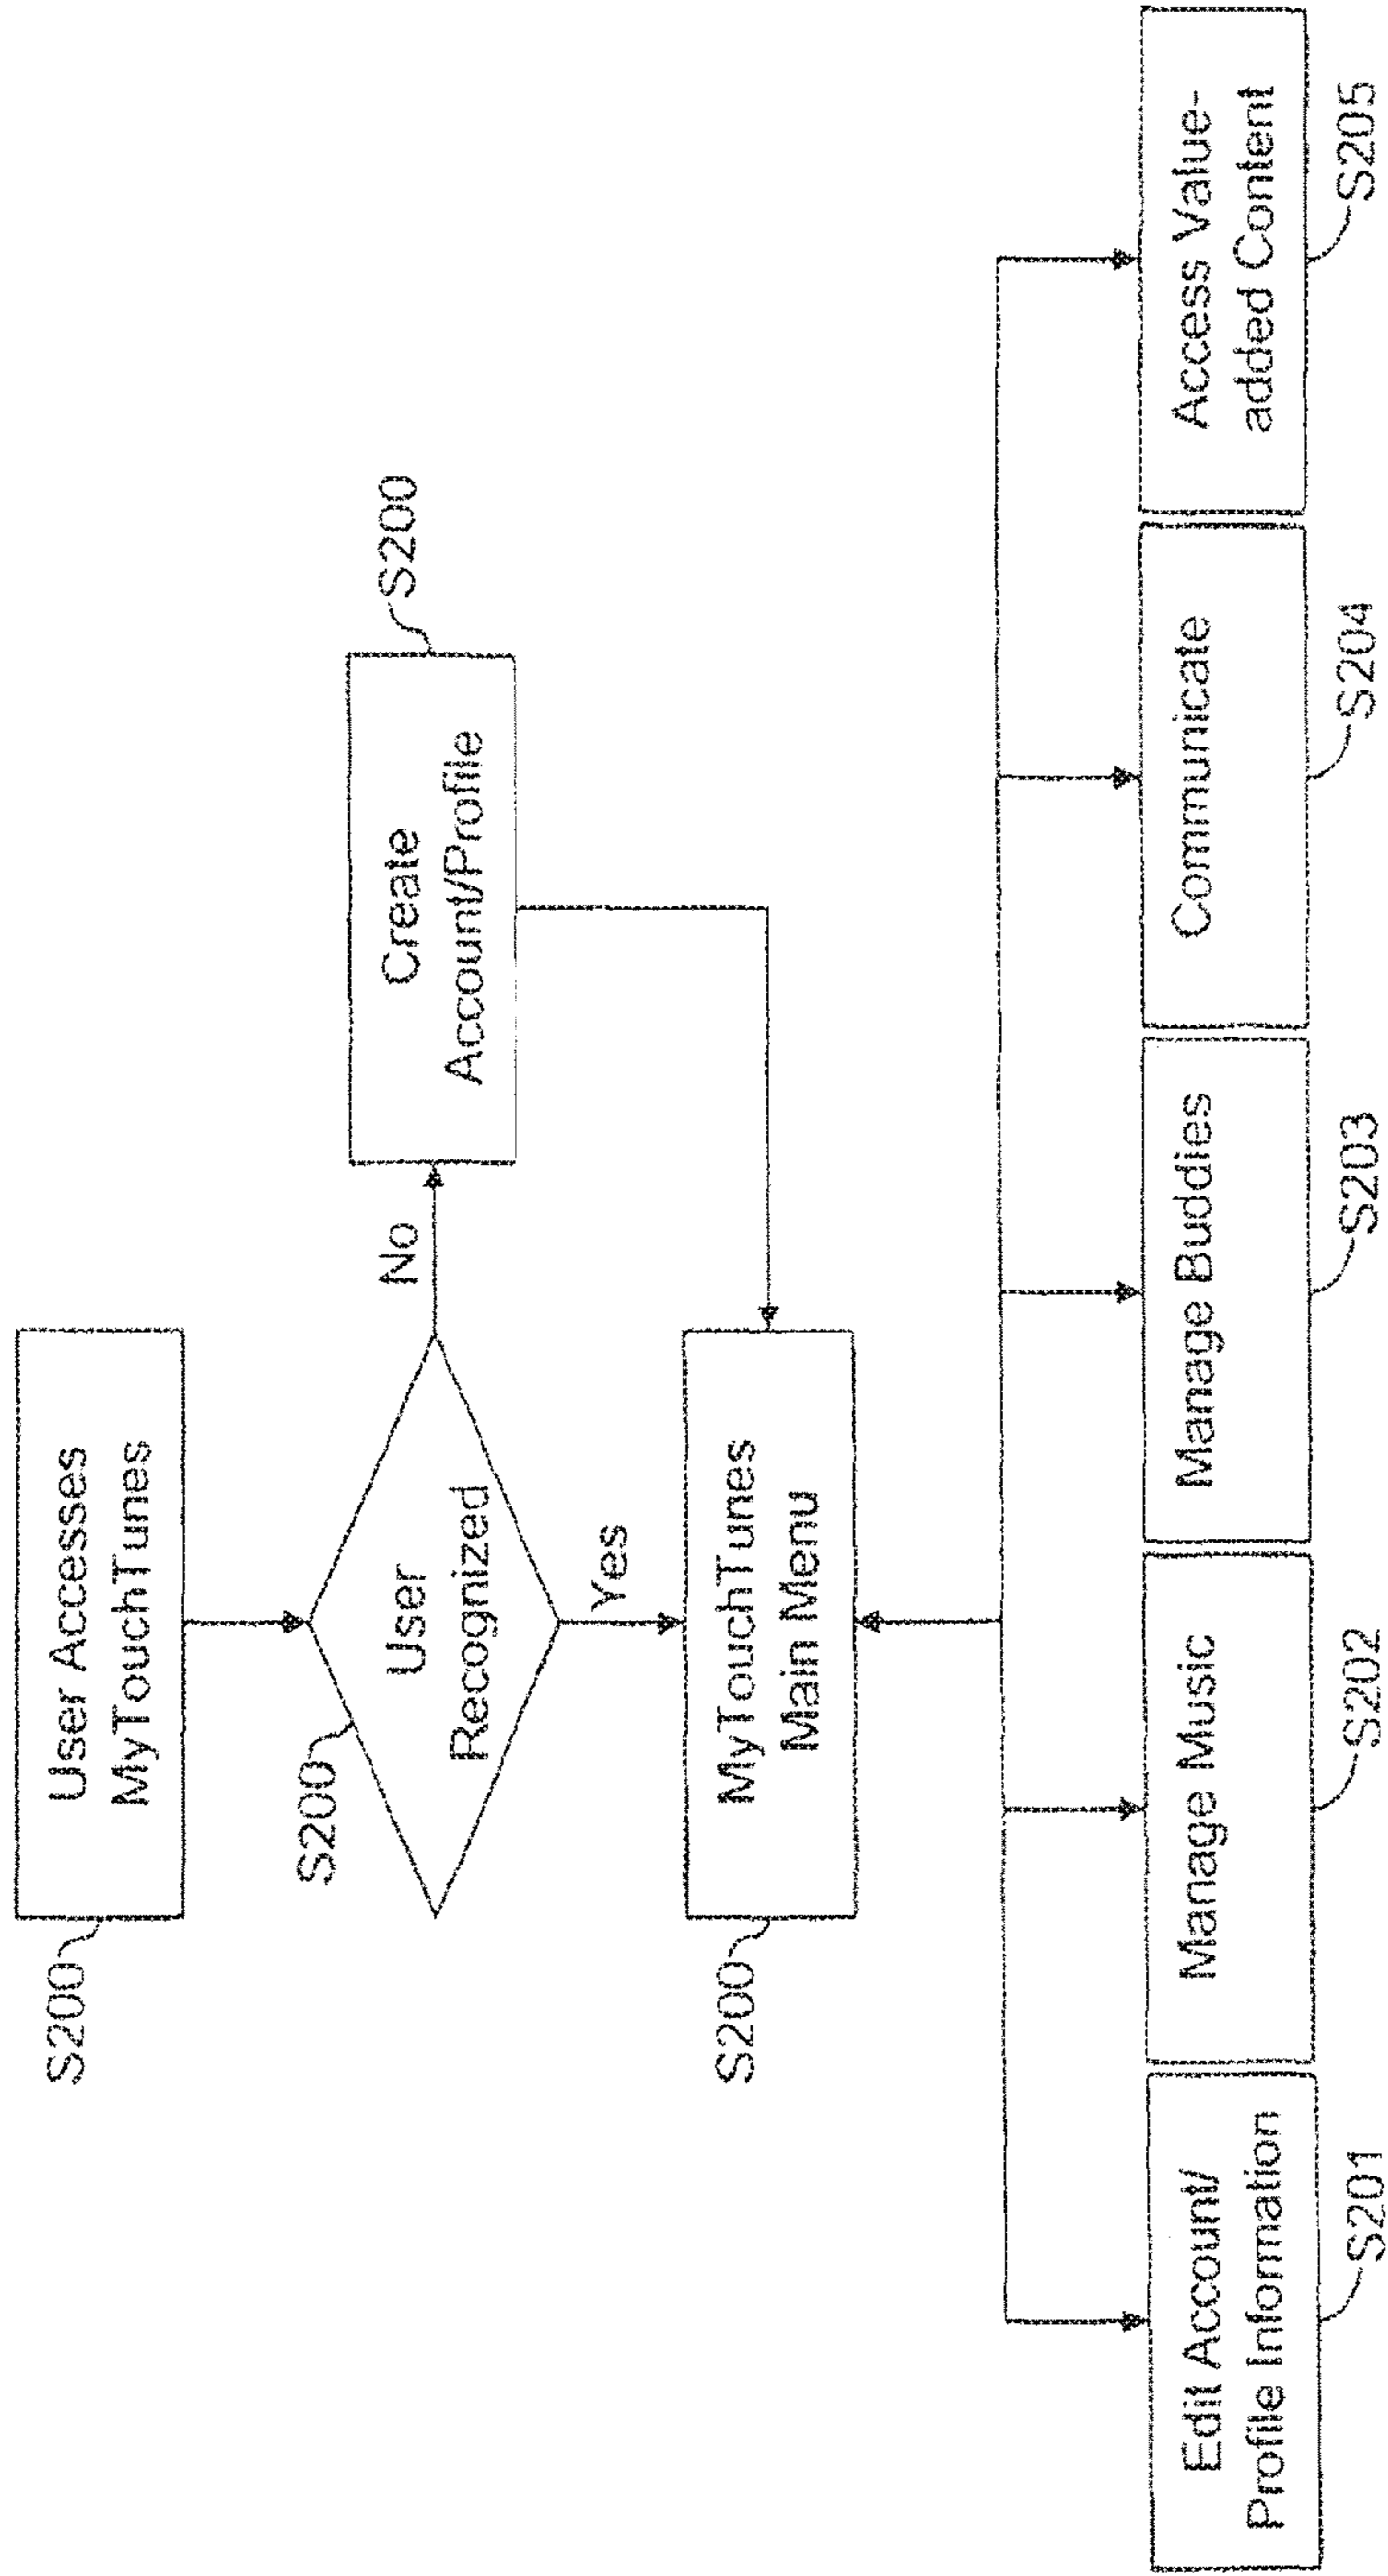 User Accesses
MyTouchTunes
S200
User
Recognized
S200
No
Create
Account/Profile
S200
Yes
MyTouchTunes
Main Menu
S200
Edit Account/
Profile Information
S201
Manage Music
S202
Manage Buddies
S203
Communicate
S204
Access Value-
added Content
S205